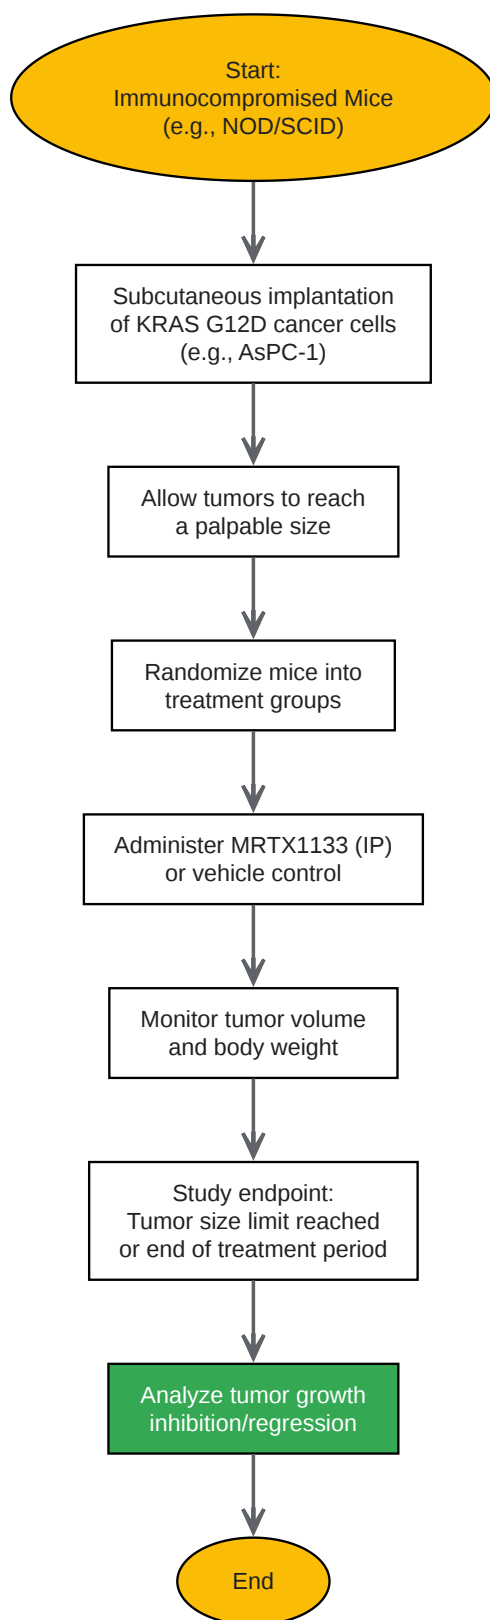 Start:
Immunocompromised Mice
(e.g., NOD/SCID)
Subcutaneous implantation
of KRAS G12D cancer cells
(e.g., AsPC-1)
Allow tumors to reach
a palpable size
Randomize mice into
treatment groups
Administer MRTX1133 (IP)
or vehicle control
Monitor tumor volume
and body weight
Study endpoint:
Tumor size limit reached
or end of treatment period
Analyze tumor growth
inhibition/regression
End